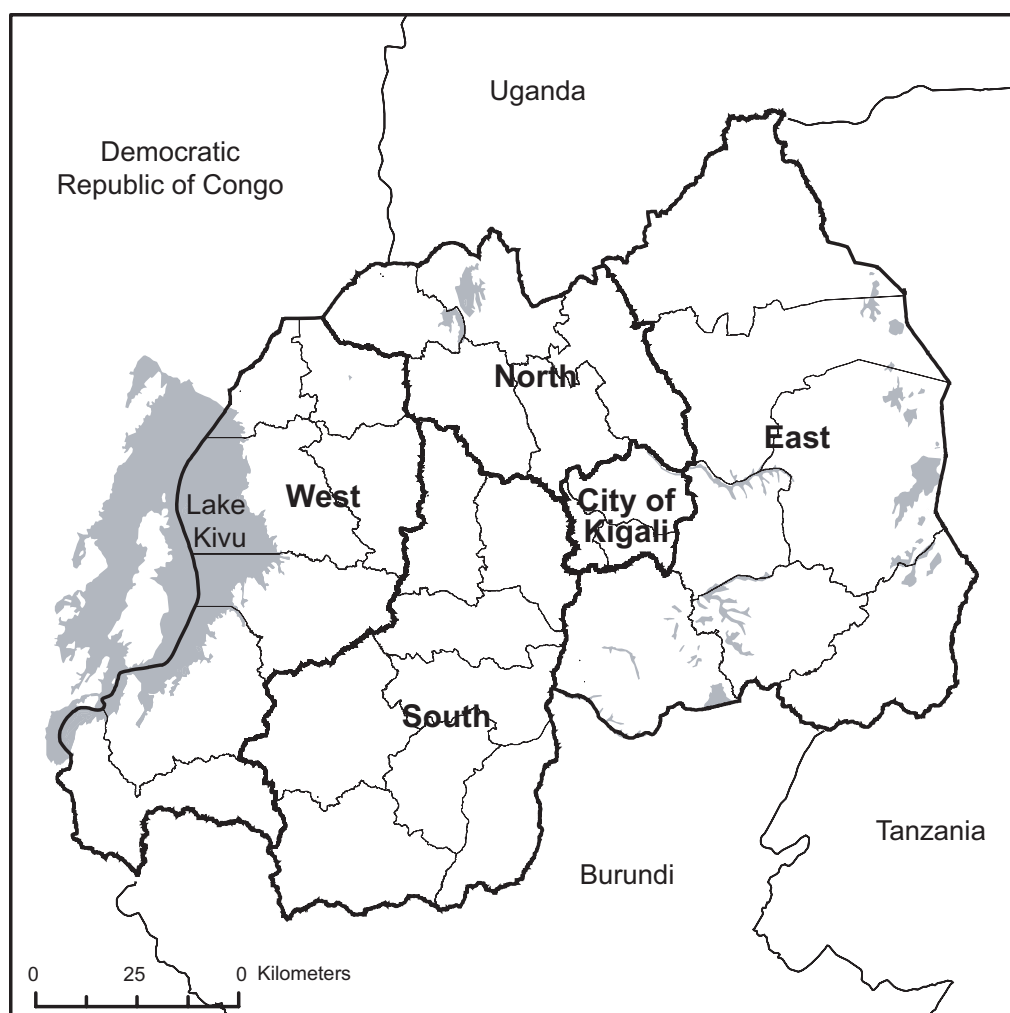 Uganda
Democratic
Republic of Congo
North
East
West
City of
Kigali
Lake
Kivu
South
Tanzania
Burundi
0 25 0 Kilometers